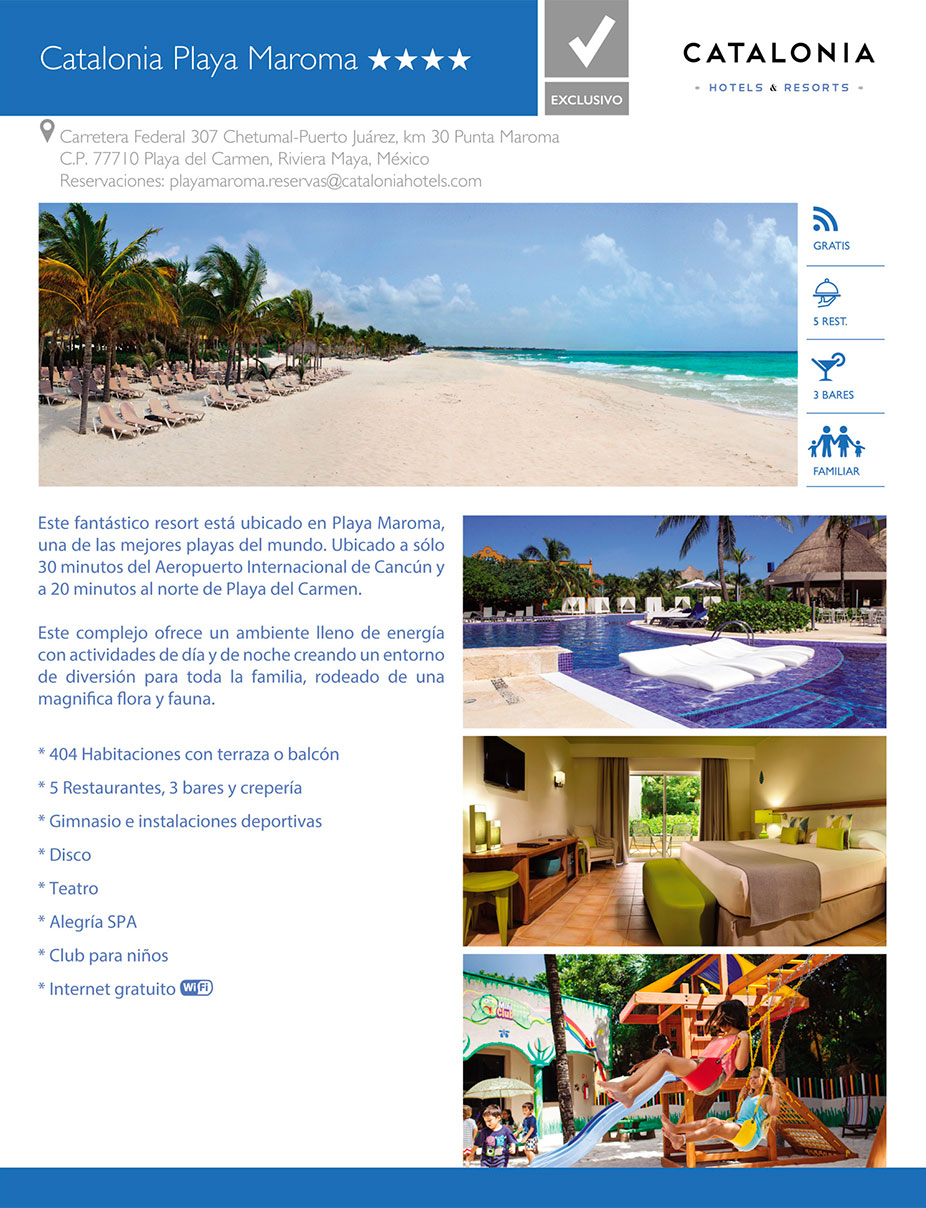 Catalonia Playa Maroma ★★★★
EXCLUSIVO
CATALONIA
- HOTELS & RESORTS -
Carretera Federal 307 Chetumal-Puerto Juárez, km 30 Punta Maroma
C.P. 77710 Playa del Carmen, Riviera Maya, México
Reservaciones: playamaroma.reservas@cataloniahotels.com
GRATIS
5 REST.
3 BARES
FAMILIAR
Este fantástico resort está ubicado en Playa Maroma,
una de las mejores playas del mundo. Ubicado a sólo
30 minutos del Aeropuerto Internacional de Cancún y
a 20 minutos al norte de Playa del Carmen.
Este complejo ofrece un ambiente lleno de energía
con actividades de día y de noche creando un entorno
de diversión para toda la familia, rodeado de una
magnifica flora y fauna.
* 404 Habitaciones con terraza o balcón
* 5 Restaurantes, 3 bares y crepería
* Gimnasio e instalaciones deportivas
* Disco
* Teatro
* Alegría SPA
* Club para niños
* Internet gratuito WiFi
Club